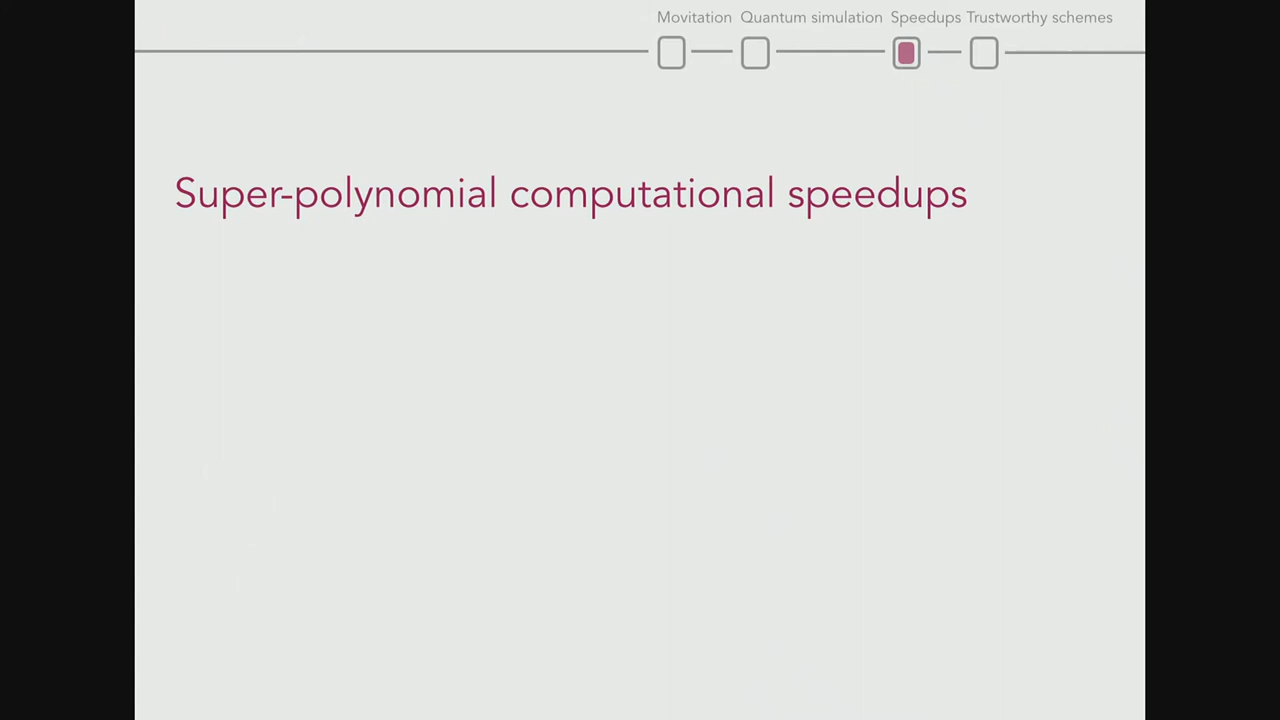 Movitation Quantum simulation Speedups Trustworthy schemes
Super-polynomial computational speedups